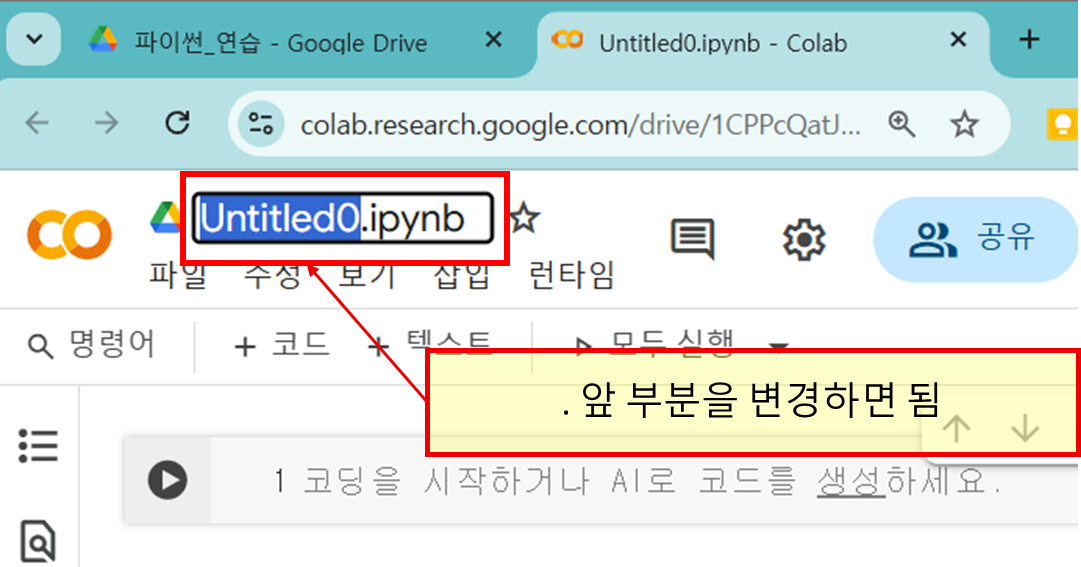 파이썬_연습 - Google Drive
Untitled0.ipynb - Colab
colab.research.google.com/drive/1CPPcQatJ...
Untitled0.ipynb
파일 수정 보기 삽입 런타임
공유
명령어 + 코드 + 텍스트 모두 실행
. 앞 부분을 변경하면 됨
1 코딩을 시작하거나 AI로 코드를 생성하세요.